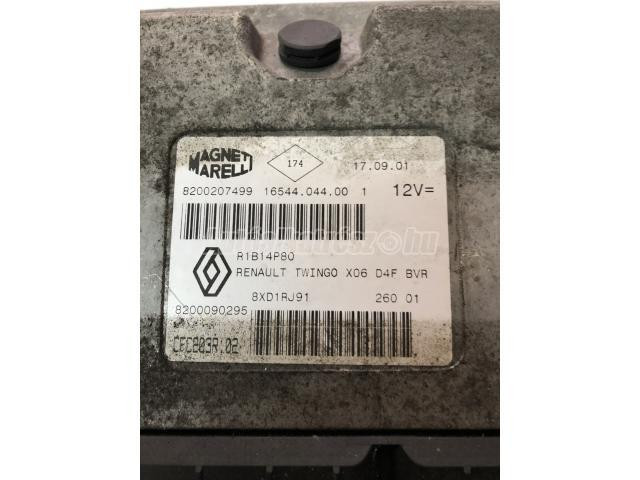 MAGNETI MARELLI
174
17.09.01
8200207499 16544.044.00 1 12V=
R1B14P80
RENAULT TWINGO X06 D4F BVR
8XD1RJ91 260 01
8200090295
CFC203R.02